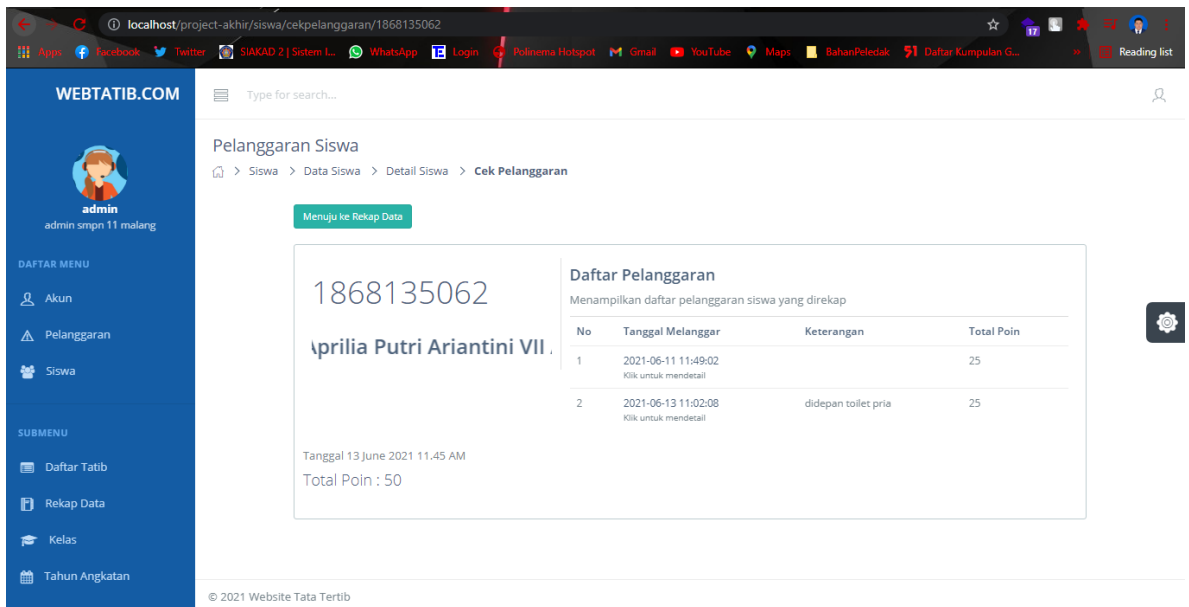 localhost/project-akhir/siswa/cekpelanggaran/1868135062
17
Apps Facebook Twitter SIAKAD 2 | Sistem I... WhatsApp Login Polinema Hotspot Gmail YouTube Maps BahanPeledak Daftar Kumpulan G... » Reading list
WEBTATIB.COM
Type for search...
admin
admin smpn 11 malang
DAFTAR MENU
Akun
Pelanggaran
Siswa
SUBMENU
Daftar Tatib
Rekap Data
Kelas
Tahun Angkatan
Pelanggaran Siswa
> Siswa > Data Siswa > Detail Siswa > Cek Pelanggaran
Menuju ke Rekap Data
1868135062
Aprilia Putri Ariantini VII
Tanggal 13 June 2021 11.45 AM
Total Poin : 50
Daftar Pelanggaran
Menampilkan daftar pelanggaran siswa yang direkap
No Tanggal Melanggar Keterangan Total Poin
1 2021-06-11 11:49:02 25
Klik untuk mendetail
2 2021-06-13 11:02:08 didepan toilet pria 25
Klik untuk mendetail
© 2021 Website Tata Tertib